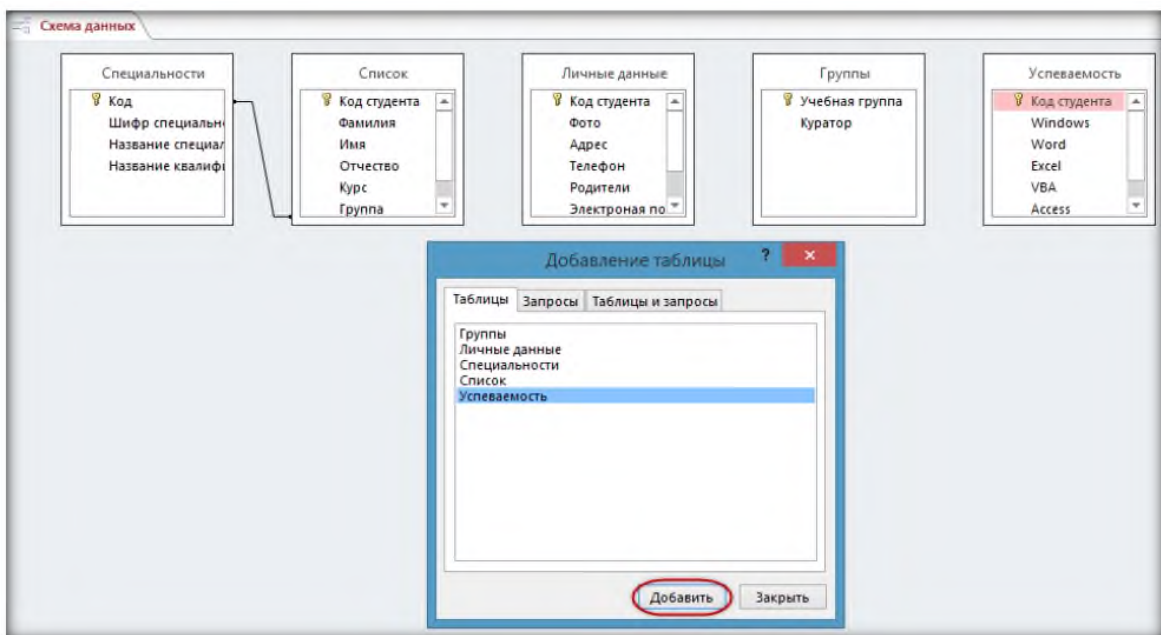 Схема данных
Специальности
Код
Шифр специальн
Название специал
Название квалифи
Список
Код студента
Фамилия
Имя
Отчество
Курс
Группа
Личные данные
Код студента
Фото
Адрес
Телефон
Родители
Электроная по
Группы
Учебная группа
Куратор
Успеваемость
Код студента
Windows
Word
Excel
VBA
Access
Добавление таблицы ? ×
Таблицы Запросы Таблицы и запросы
Группы
Личные данные
Специальности
Список
Успеваемость
Добавить Закрыть